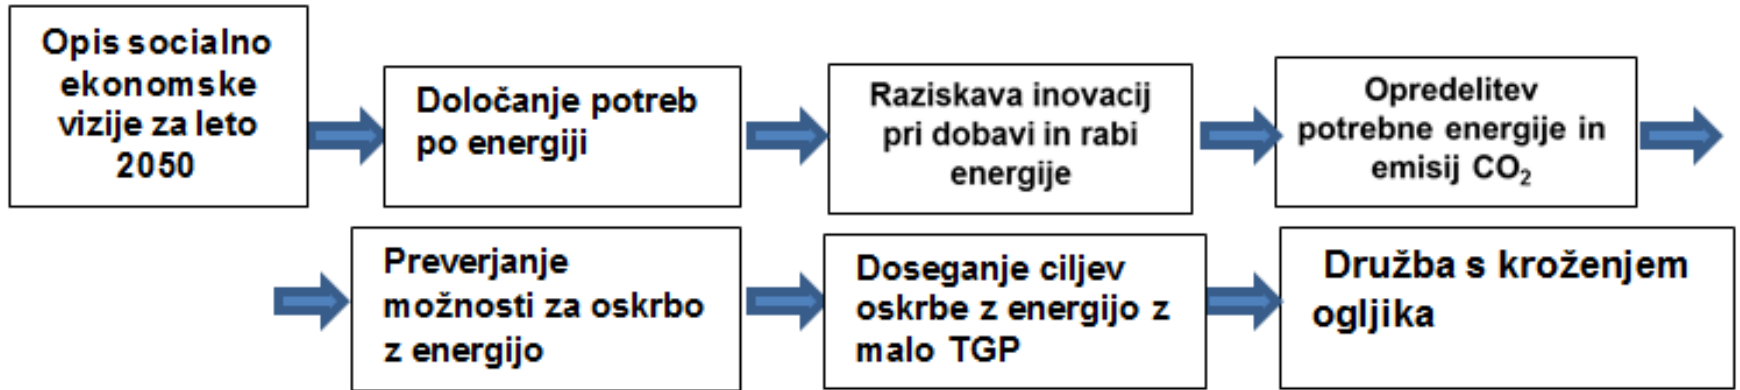 Opis socialno
ekonomske
vizije za leto
2050
Določanje potreb
po energiji
Raziskava inovacij
pri dobavi in rabi
energije
Opredelitev
potrebne energije in
emisij CO₂
Preverjanje
možnosti za oskrbo
z energijo
Doseganje ciljev
oskrbe z energijo z
malo TGP
Družba s kroženjem
ogljika